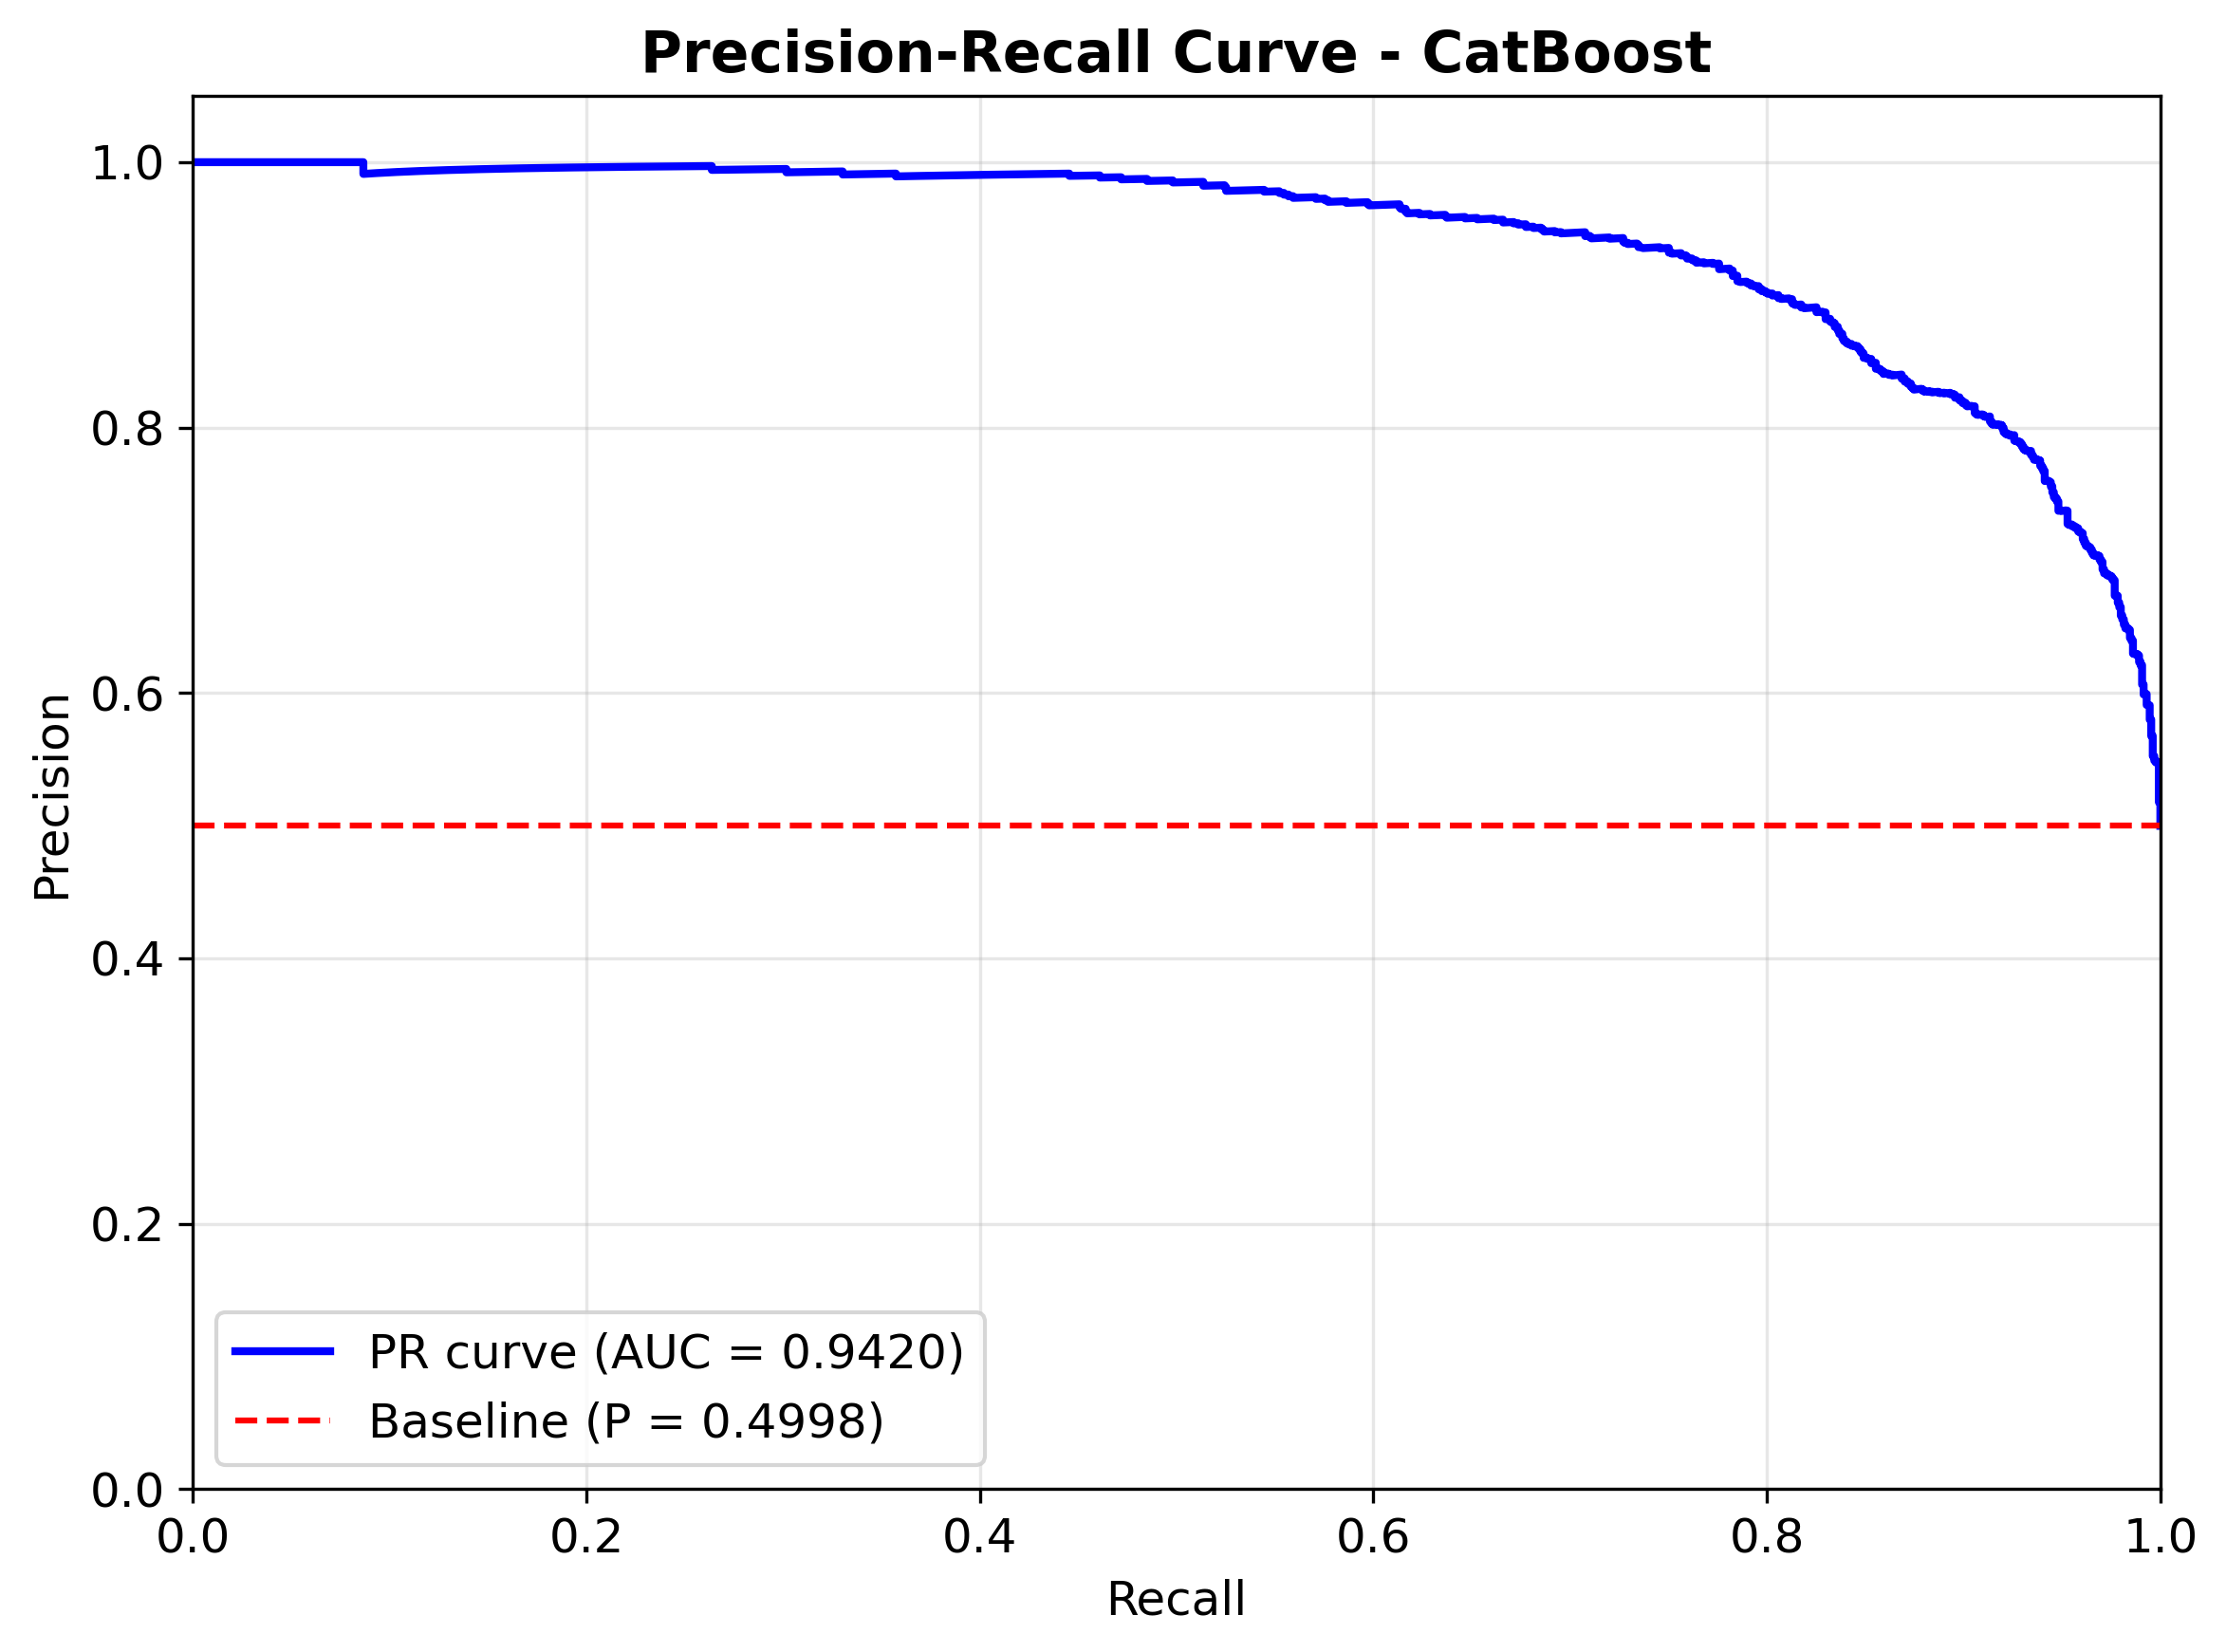 Precision-Recall Curve - CatBoost
1.0
0.8
0.6
0.4
0.2
0.0
Precision
PR curve (AUC = 0.9420)
Baseline (P = 0.4998)
0.0 0.2 0.4 0.6 0.8 1.0
Recall